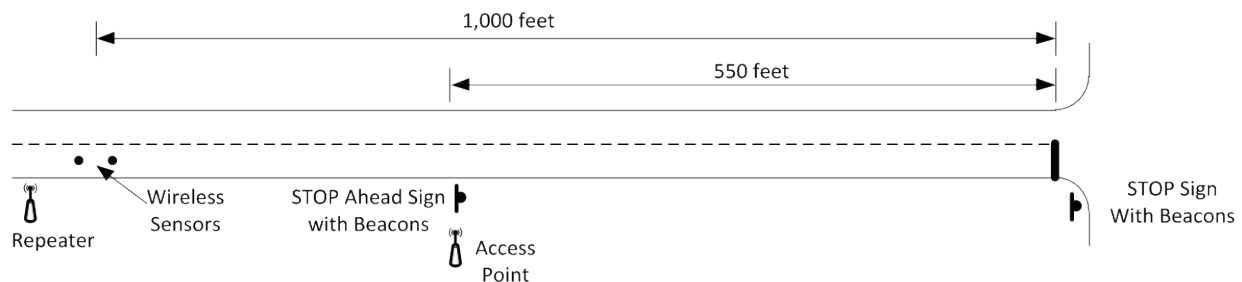 1,000 feet
550 feet
Wireless
Sensors
Repeater
STOP Ahead Sign
with Beacons
Access
Point
STOP Sign
With Beacons